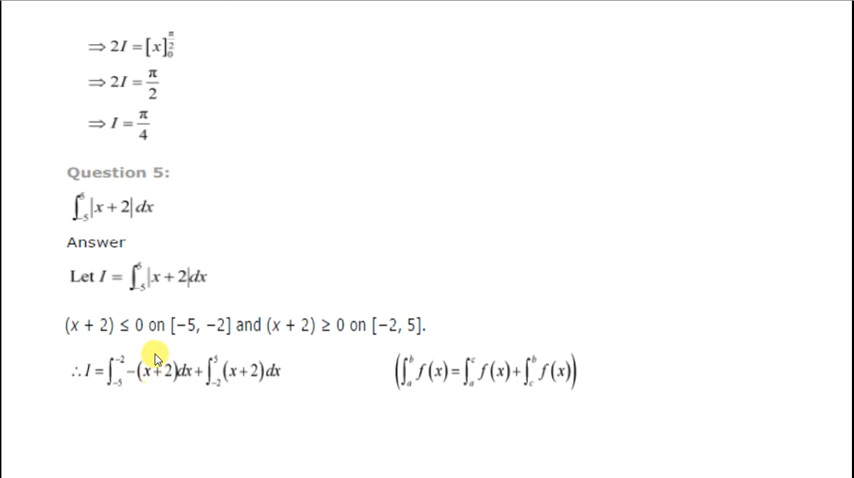 ⇒ 2I = [x]₀^{π/2}
⇒ 2I = π/2
⇒ I = π/4
Question 5:
∫₋₅⁵ |x + 2| dx
Answer
Let I = ∫₋₅⁵ |x + 2| dx
(x + 2) ≤ 0 on [−5, −2] and (x + 2) ≥ 0 on [−2, 5].
∴ I = ∫₋₅⁻² −(x+2)dx + ∫₋₂⁵ (x+2)dx (∫ₐᵇ f(x) = ∫ₐᶜ f(x) + ∫_c^b f(x))